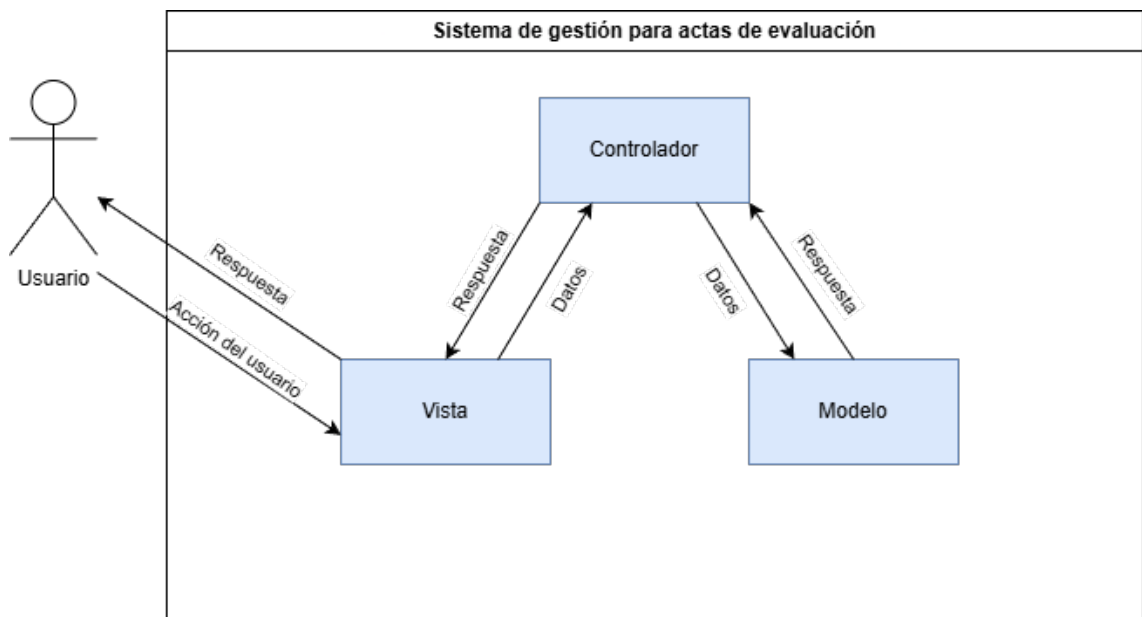 Sistema de gestión para actas de evaluación
Controlador
Usuario
Respuesta
Acción del usuario
Respuesta
Datos
Datos
Respuesta
Vista
Modelo